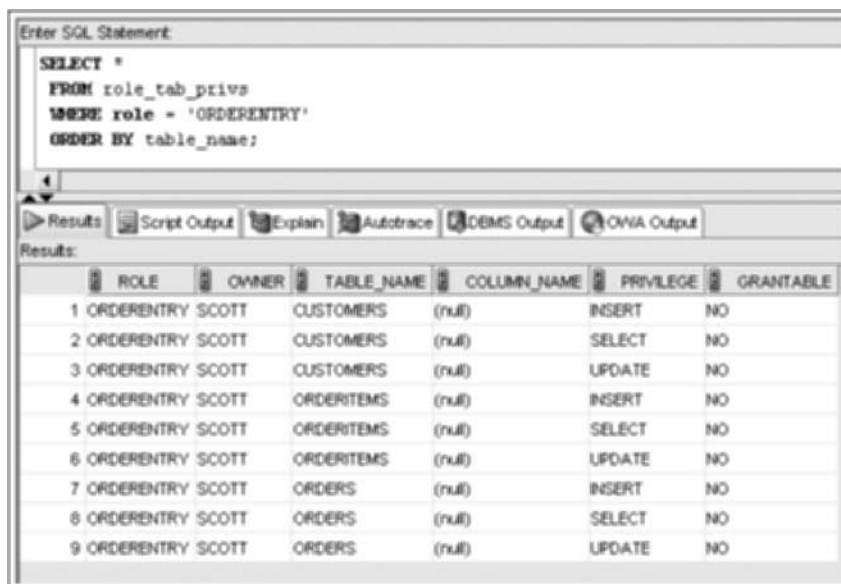 Enter SQL Statement:
SELECT *
FROM role_tab_privs
WHERE role = 'ORDERENTRY'
ORDER BY table_name;
Results Script Output Explain Autotrace DBMS Output OWA Output
Results:
ROLE OWNER TABLE_NAME COLUMN_NAME PRIVILEGE GRANTABLE
1 ORDERENTRY SCOTT CUSTOMERS (null) INSERT NO
2 ORDERENTRY SCOTT CUSTOMERS (null) SELECT NO
3 ORDERENTRY SCOTT CUSTOMERS (null) UPDATE NO
4 ORDERENTRY SCOTT ORDERITEMS (null) INSERT NO
5 ORDERENTRY SCOTT ORDERITEMS (null) SELECT NO
6 ORDERENTRY SCOTT ORDERITEMS (null) UPDATE NO
7 ORDERENTRY SCOTT ORDERS (null) INSERT NO
8 ORDERENTRY SCOTT ORDERS (null) SELECT NO
9 ORDERENTRY SCOTT ORDERS (null) UPDATE NO